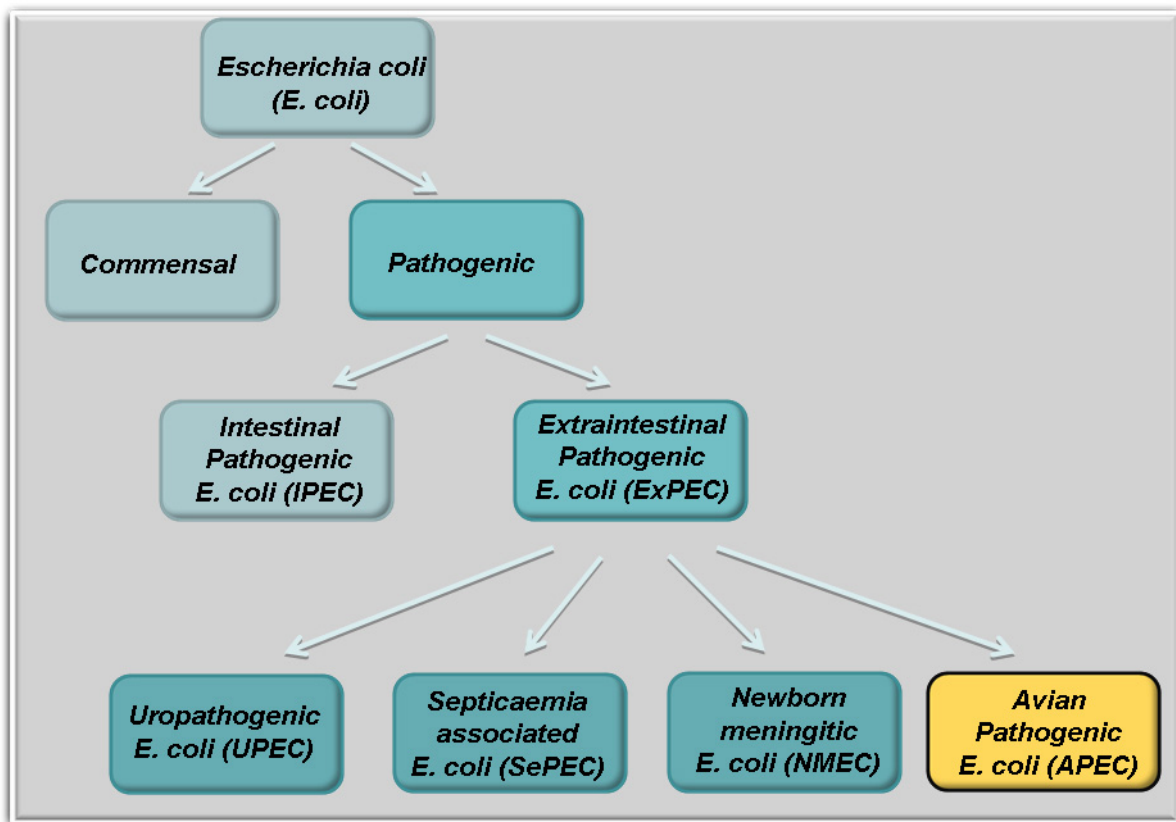 Escherichia coli
(E. coli)
Commensal
Pathogenic
Intestinal
Pathogenic
E. coli (IPEC)
Extraintestinal
Pathogenic
E. coli (ExPEC)
Uropathogenic
E. coli (UPEC)
Septicaemia
associated
E. coli (SePEC)
Newborn
meningitic
E. coli (NMEC)
Avian
Pathogenic
E. coli (APEC)